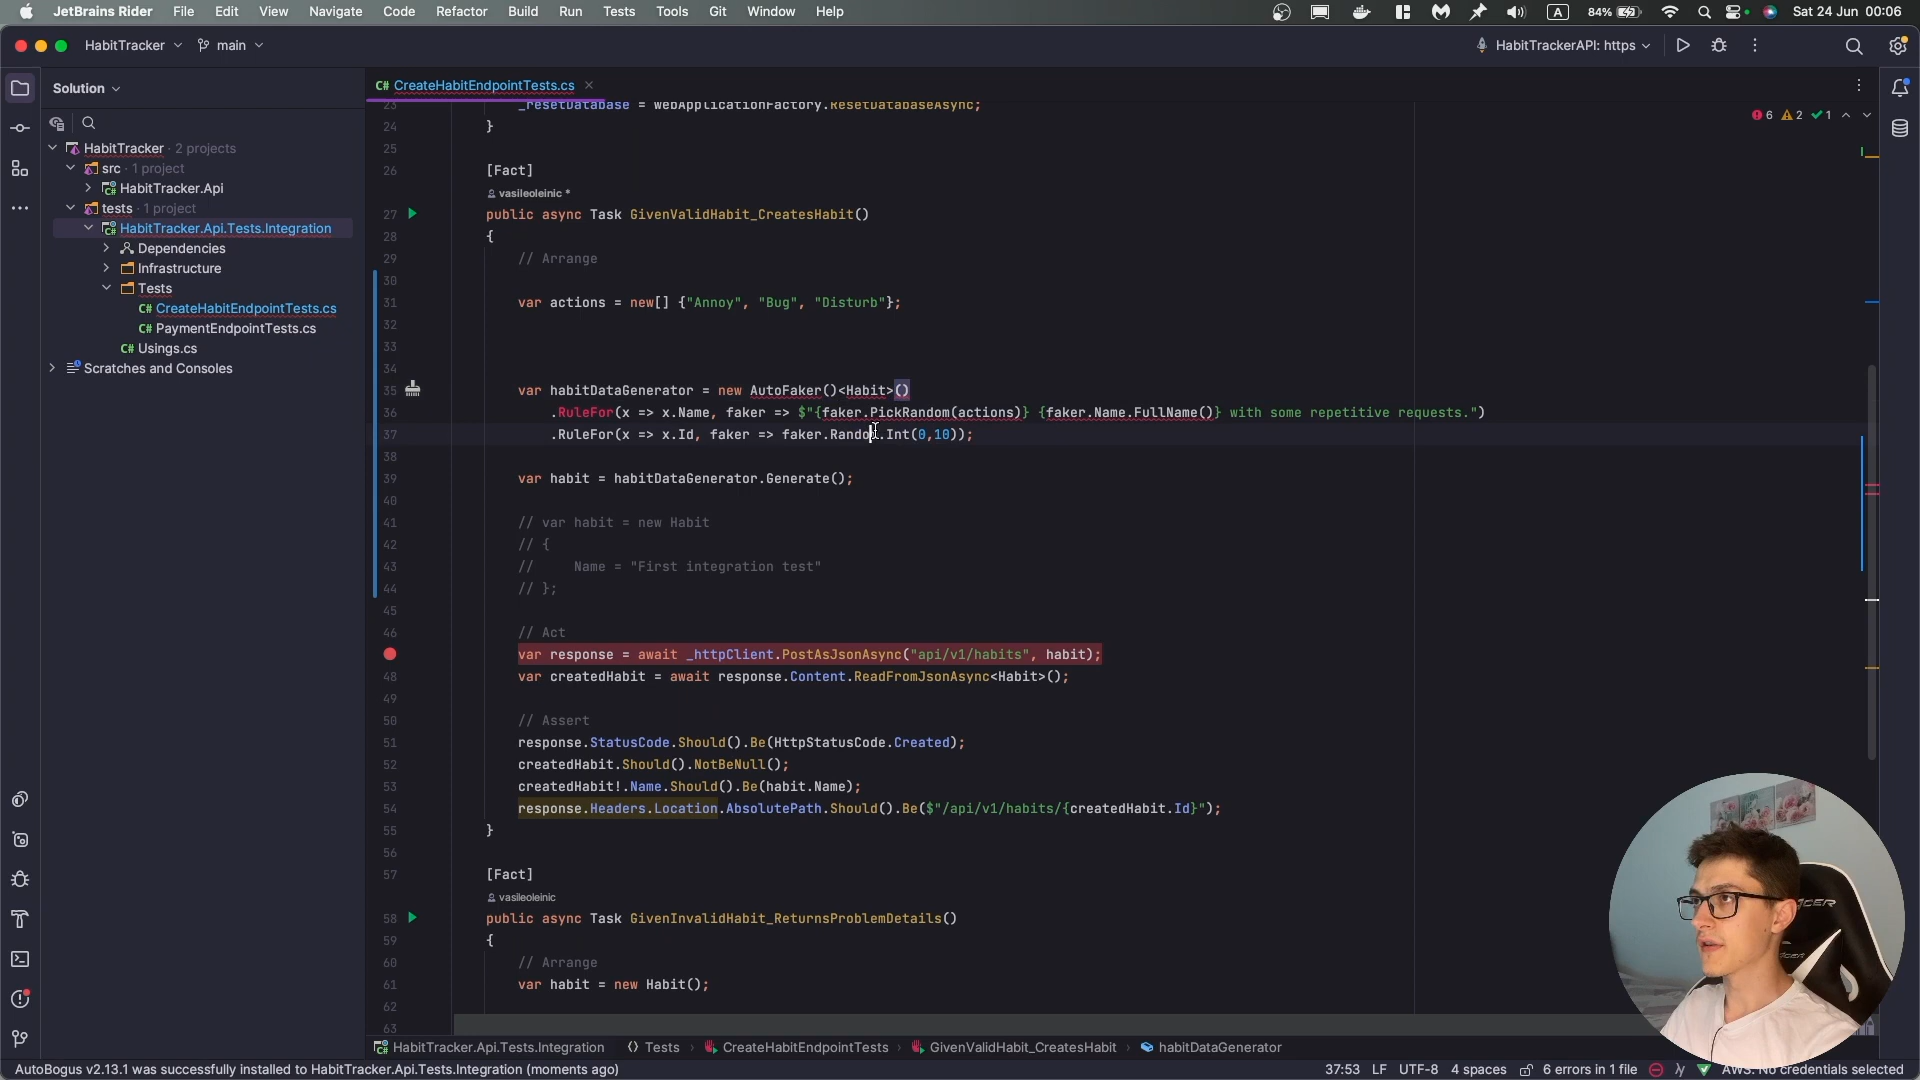 JetBrains Rider File Edit View Navigate Code Refactor Build Run Tests Tools Git Window Help A 84% Sat 24 Jun 00:06
HabitTracker main HabitTrackerAPI: https
Solution
C# CreateHabitEndpointTests.cs
HabitTracker · 2 projects
src · 1 project
HabitTracker.Api
tests · 1 project
C# HabitTracker.Api.Tests.Integration
Dependencies
Infrastructure
Tests
C# CreateHabitEndpointTests.cs
C# PaymentEndpointTests.cs
C# Usings.cs
Scratches and Consoles
6 2 1
23 _resetDatabase = webApplicationFactory.ResetDatabaseAsync;
24 }
25
26 [Fact]
vasileoleinic *
27 public async Task GivenValidHabit_CreatesHabit()
28 {
29 // Arrange
30
31 var actions = new[] {"Annoy", "Bug", "Disturb"};
32
33
34
35 var habitDataGenerator = new AutoFaker()<Habit>()
36 .RuleFor(x => x.Name, faker => $"{faker.PickRandom(actions)} {faker.Name.FullName()} with some repetitive requests.")
37 .RuleFor(x => x.Id, faker => faker.Random.Int(0,10));
38
39 var habit = habitDataGenerator.Generate();
40
41 // var habit = new Habit
42 // {
43 // Name = "First integration test"
44 // };
45
46 // Act
var response = await _httpClient.PostAsJsonAsync("api/v1/habits", habit);
48 var createdHabit = await response.Content.ReadFromJsonAsync<Habit>();
49
50 // Assert
51 response.StatusCode.Should().Be(HttpStatusCode.Created);
52 createdHabit.Should().NotBeNull();
53 createdHabit!.Name.Should().Be(habit.Name);
54 response.Headers.Location.AbsolutePath.Should().Be($"/api/v1/habits/{createdHabit.Id}");
55 }
56
57 [Fact]
vasileoleinic
58 public async Task GivenInvalidHabit_ReturnsProblemDetails()
59 {
60 // Arrange
61 var habit = new Habit();
62
63
C# HabitTracker.Api.Tests.Integration Tests CreateHabitEndpointTests GivenValidHabit_CreatesHabit habitDataGenerator
AutoBogus v2.13.1 was successfully installed to HabitTracker.Api.Tests.Integration (moments ago) 37:53 LF UTF-8 4 spaces 6 errors in 1 file AWS: No credentials selected